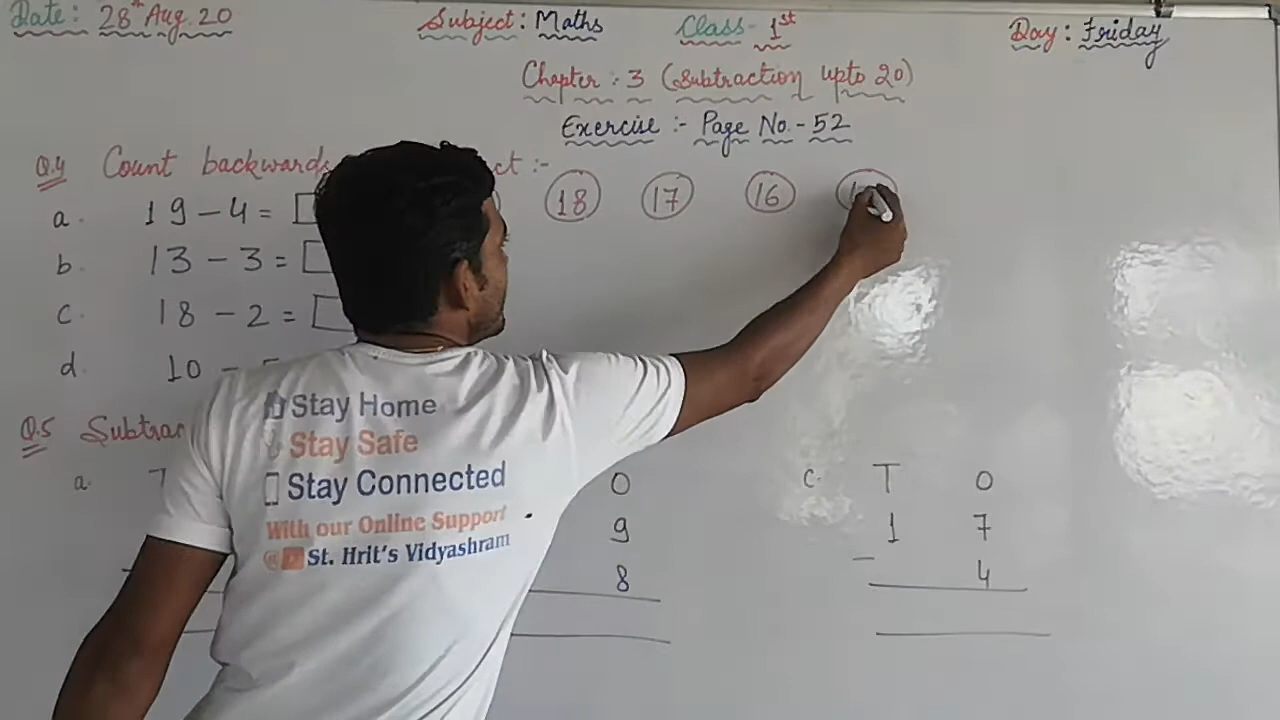 Date: 28th Aug. 20 Subject: Maths Class - 1st Day: Friday
Chapter :- 3 (Subtraction upto 20)
Exercise :- Page No.- 52
Q.4 Count backwards :-
a. 19 - 4 = 18 17 16
b. 13 - 3 =
c. 18 - 2 =
d. 10 -
Q.5
a. O c. T O
9 1 7
8 - 4
Stay Home
Stay Safe
Stay Connected
With our Online Support
St. Hrit's Vidyashram